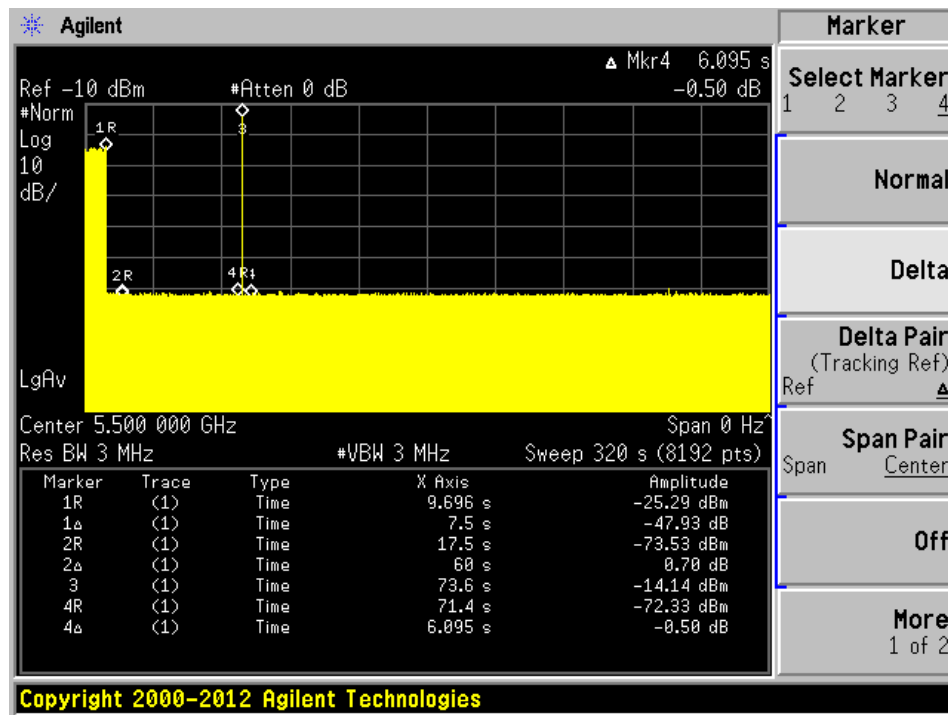 Agilent
Marker
▵ Mkr4 6.095 s
Ref -10 dBm #Atten 0 dB -0.50 dB
#Norm
Log
10
dB/
1R
3
2R
4R
LgAv
Center 5.500 000 GHz Span 0 Hz^
Res BW 3 MHz #VBW 3 MHz Sweep 320 s (8192 pts)
Marker Trace Type X Axis Amplitude
1R (1) Time 9.696 s -25.29 dBm
1▵ (1) Time 7.5 s -47.93 dB
2R (1) Time 17.5 s -73.53 dBm
2▵ (1) Time 60 s 0.70 dB
3 (1) Time 73.6 s -14.14 dBm
4R (1) Time 71.4 s -72.33 dBm
4▵ (1) Time 6.095 s -0.50 dB
Select Marker
1 2 3 4
Normal
Delta
Delta Pair
(Tracking Ref)
Ref ▵
Span Pair
Span Center
Off
More
1 of 2
Copyright 2000-2012 Agilent Technologies